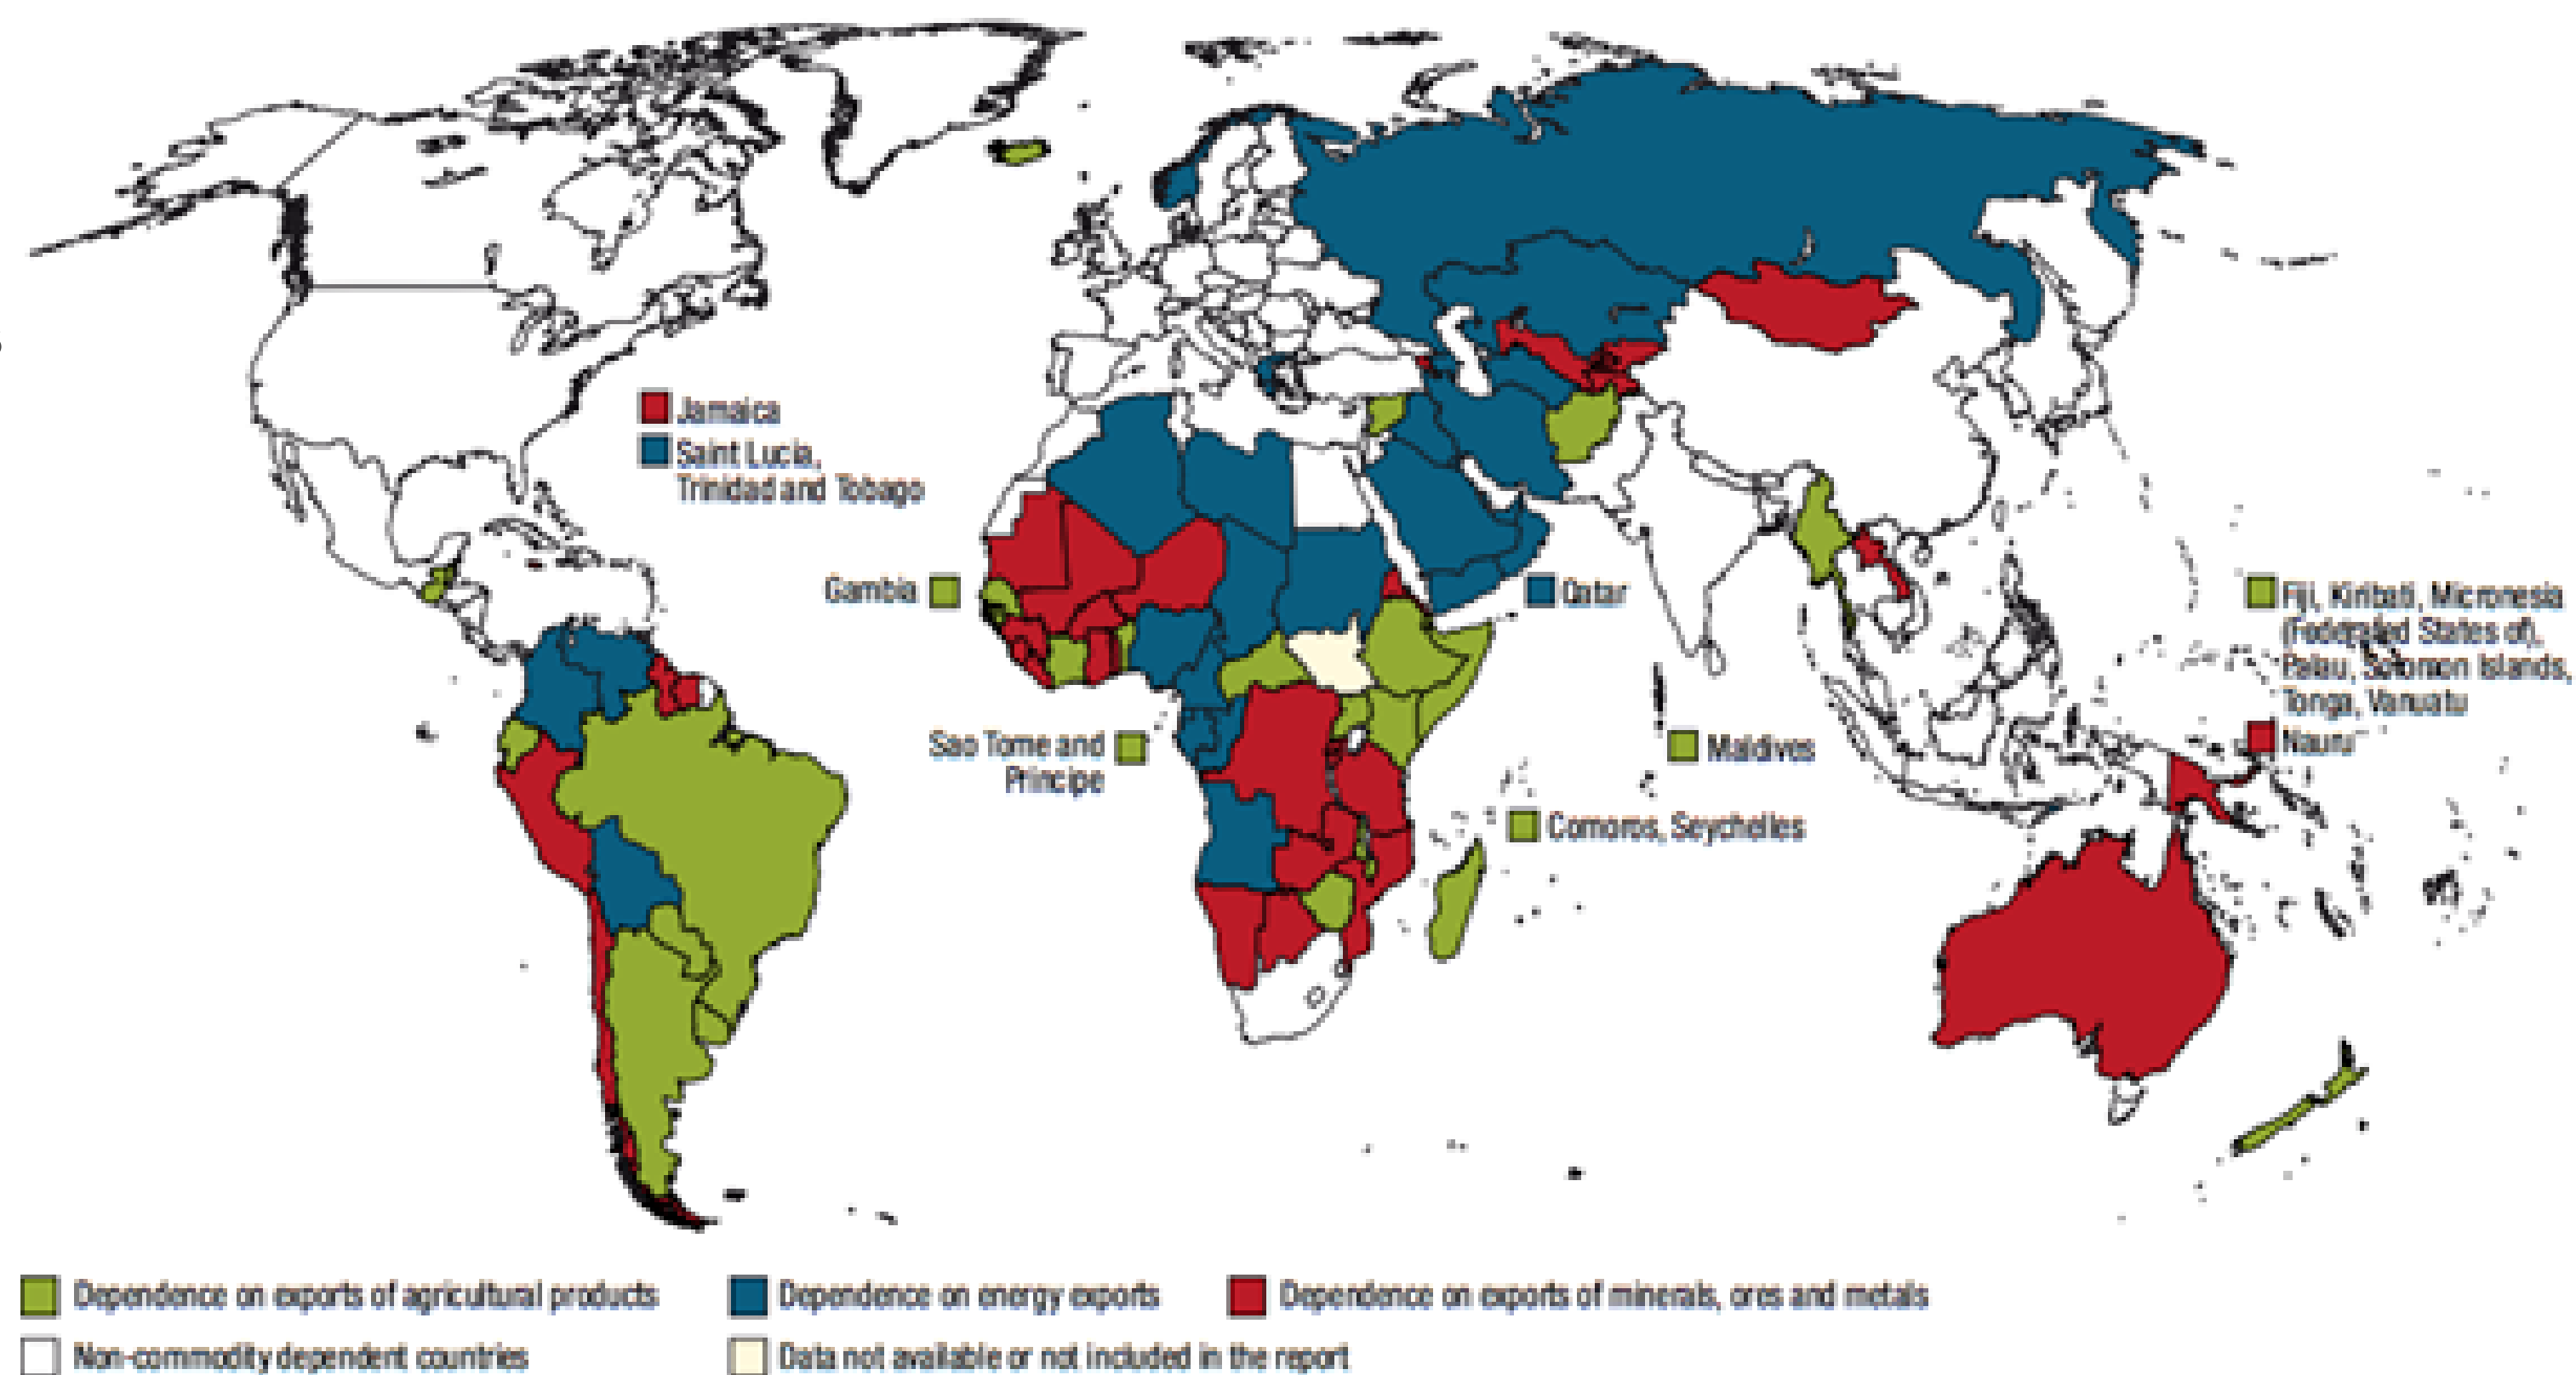 Jamaica
Saint Lucia,
Trinidad and Tobago
Gambia
Qatar
Fiji, Kiribati, Micronesia
(Federated States of),
Palau, Solomon Islands,
Tonga, Vanuatu
Nauru
Sao Tome and
Principe
Maldives
Comoros, Seychelles
Dependence on exports of agricultural products
Dependence on energy exports
Dependence on exports of minerals, ores and metals
Non-commodity dependent countries
Data not available or not included in the report